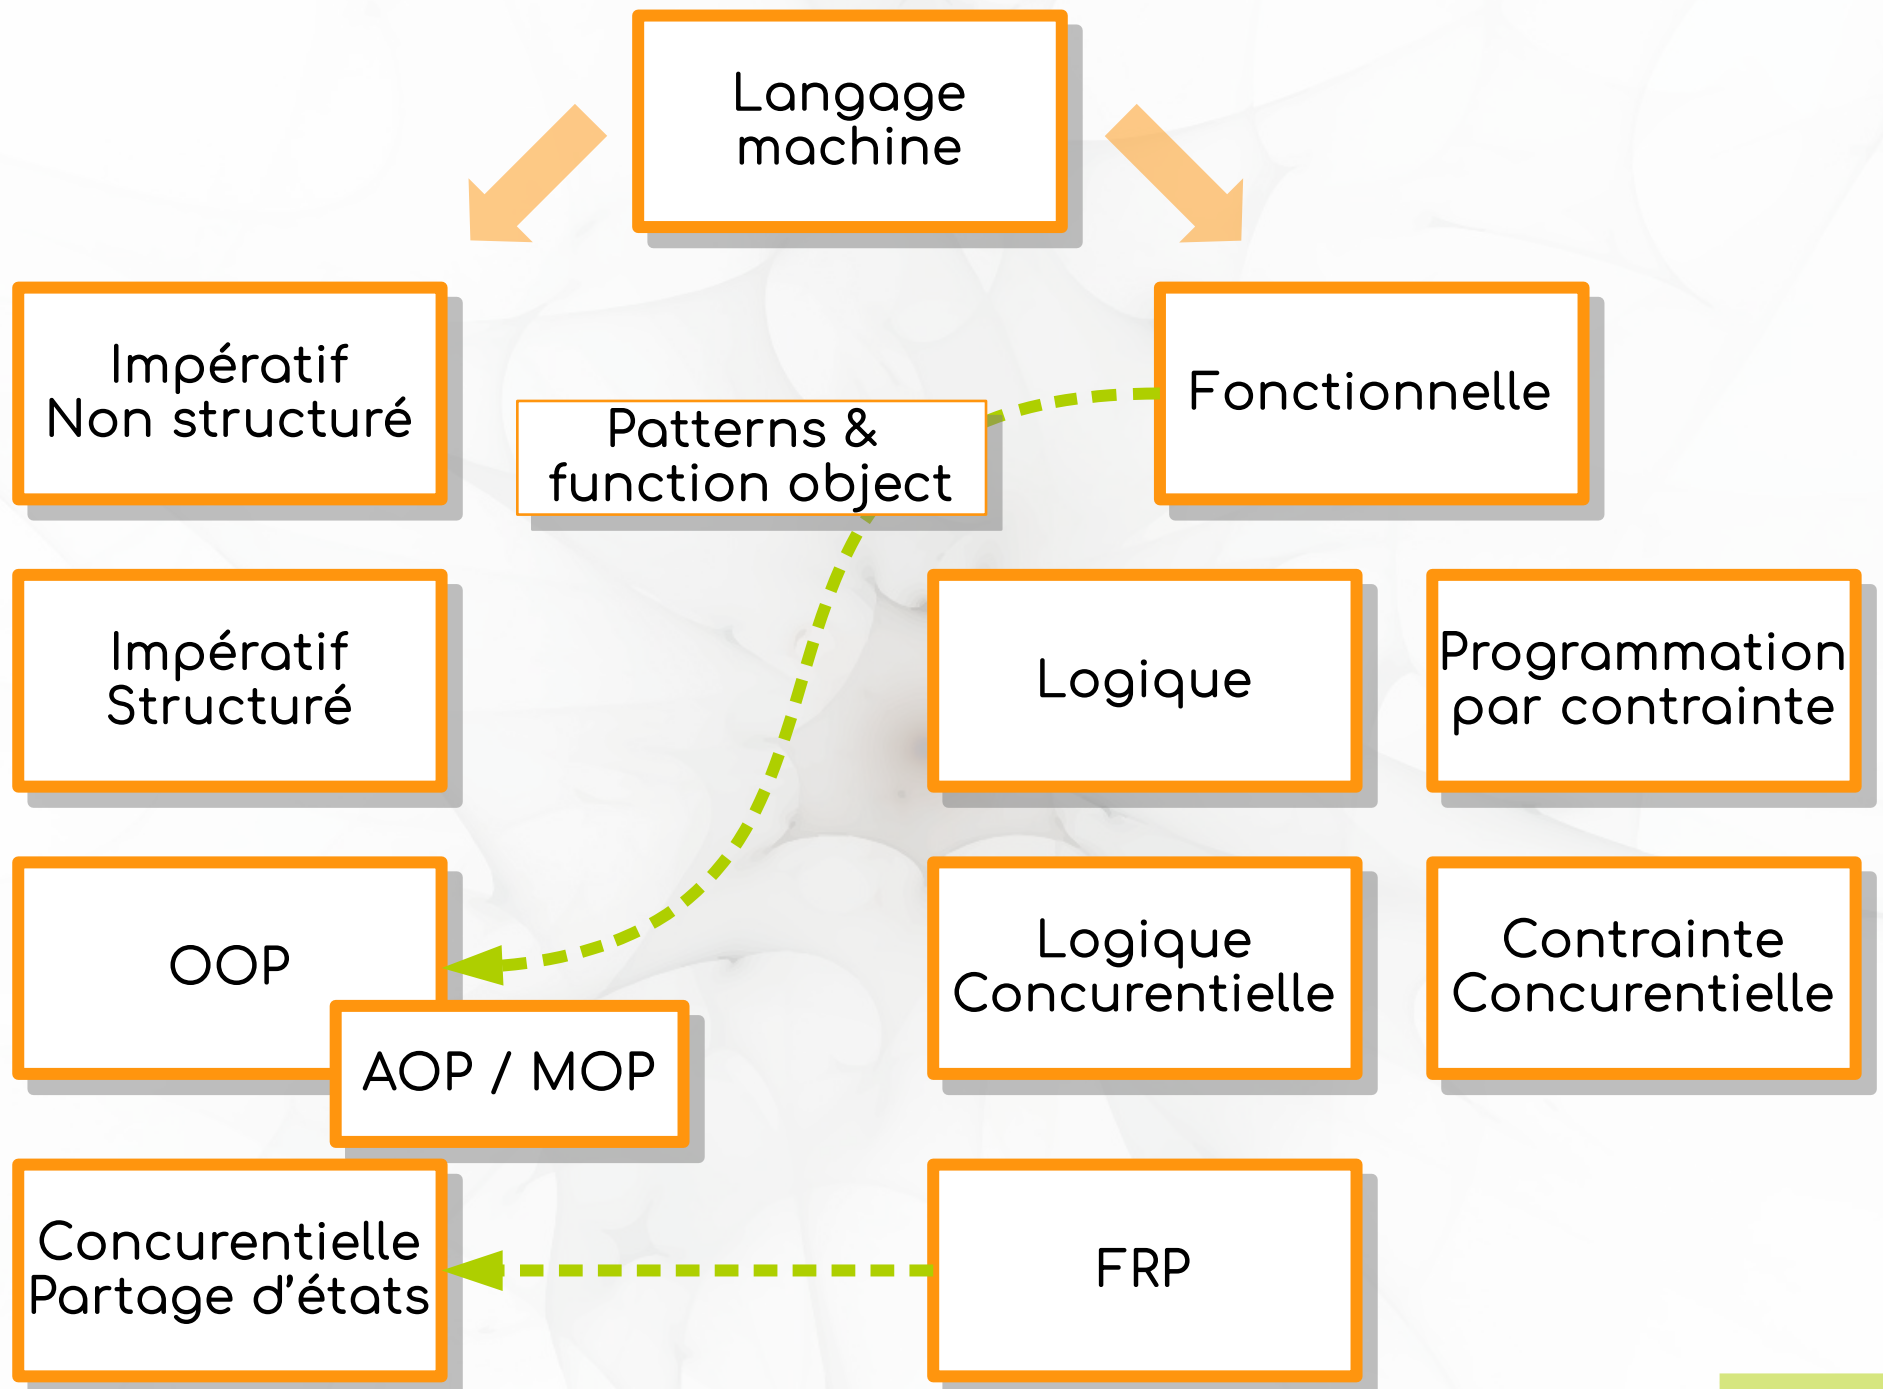 Langage
machine
Impératif
Non structuré
Patterns &
function object
Fonctionnelle
Impératif
Structuré
Logique
Programmation
par contrainte
OOP
AOP / MOP
Logique
Concurentielle
Contrainte
Concurentielle
Concurentielle
Partage d’états
FRP